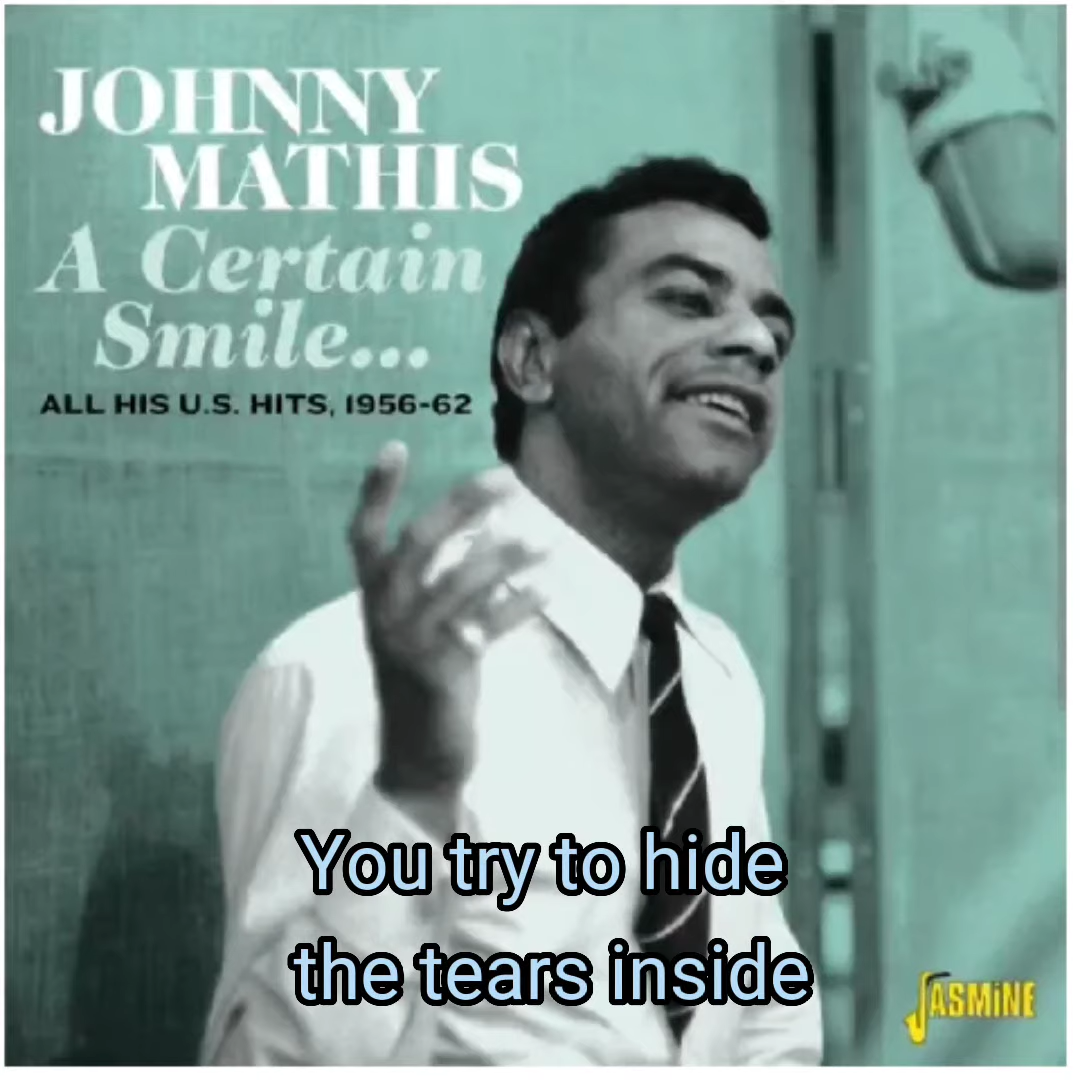 JOHNNY
MATHIS
A Certain
Smile...
ALL HIS U.S. HITS, 1956-62
You try to hide
the tears inside
JASMiNE